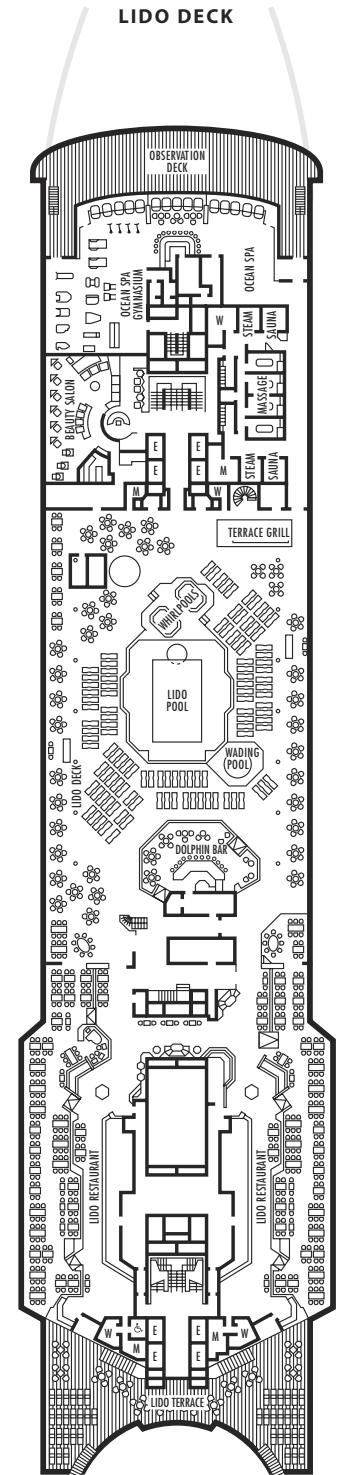 LIDO DECK
OBSERVATION
DECK
OCEAN SPA
GYMNASIUM
OCEAN SPA
W
STEAM
SAUNA
BEAUTY SALON
MASSAGE
E
E
E
E
M
STEAM
SAUNA
M
W
TERRACE GRILL
WHIRLPOOLS
LIDO
POOL
WADING
POOL
LIDO DECK
DOLPHIN BAR
LIDO RESTAURANT
LIDO RESTAURANT
W
E
E
M
W
M
E
E
LIDO TERRACE